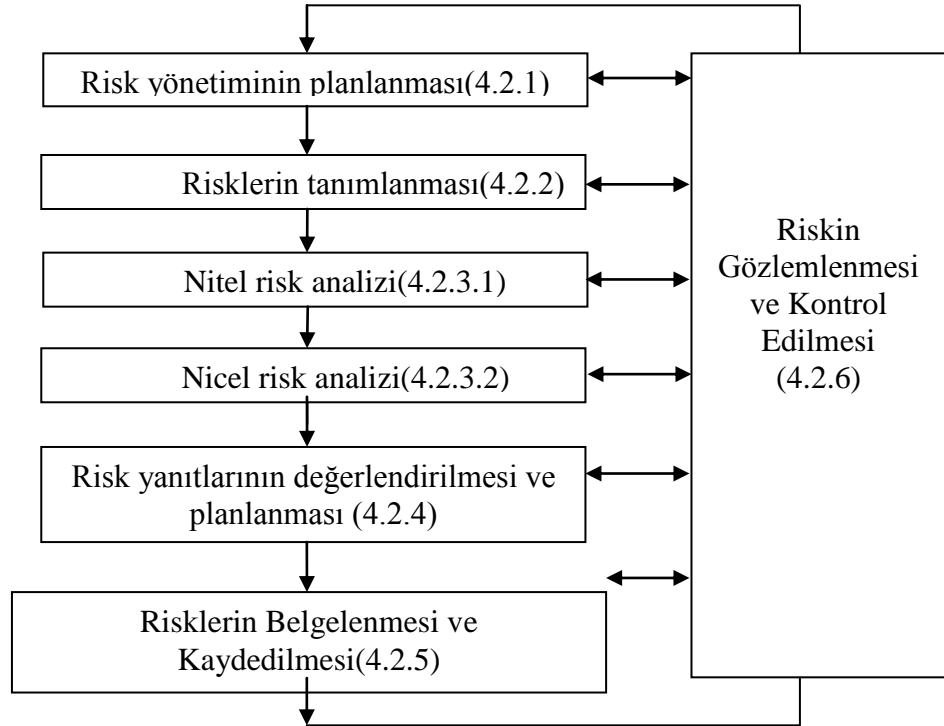 Risk yönetiminin planlanması(4.2.1)
Risklerin tanımlanması(4.2.2)
Nitel risk analizi(4.2.3.1)
Nicel risk analizi(4.2.3.2)
Risk yanıtlarının değerlendirilmesi ve
planlanması (4.2.4)
Risklerin Belgelenmesi ve
Kaydedilmesi(4.2.5)
Riskin
Gözlemlenmesi
ve Kontrol
Edilmesi
(4.2.6)